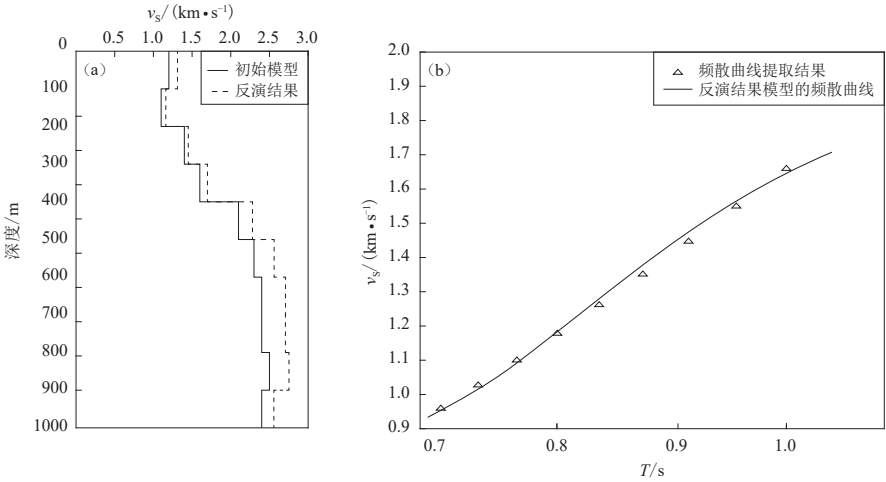 v_S/(km•s⁻¹)
0 0.5 1.0 1.5 2.0 2.5 3.0
(a)
初始模型
反演结果
100
200
300
400
500
600
700
800
900
1000
深度/m
2.0
1.9
1.8
1.7
1.6
1.5
1.4
1.3
1.2
1.1
1.0
0.9
v_S/(km•s⁻¹)
(b)
频散曲线提取结果
反演结果模型的频散曲线
0.7 0.8 0.9 1.0
T/s